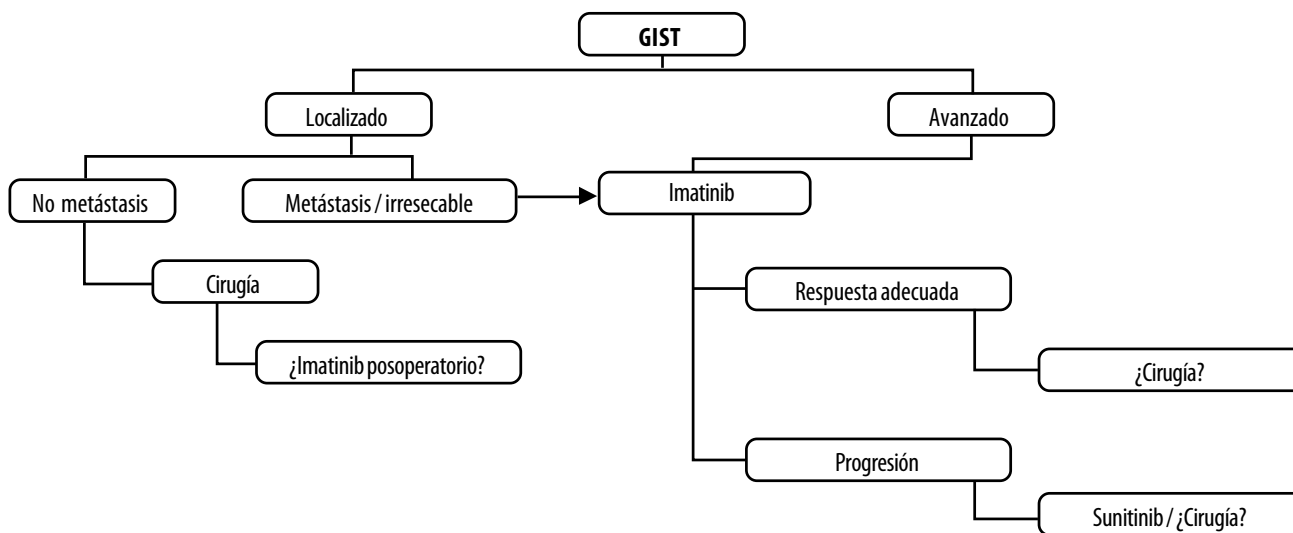 GIST
Localizado
Avanzado
No metástasis
Metástasis / irresecable
Imatinib
Cirugía
Respuesta adecuada
¿Imatinib posoperatorio?
¿Cirugía?
Progresión
Sunitinib / ¿Cirugía?